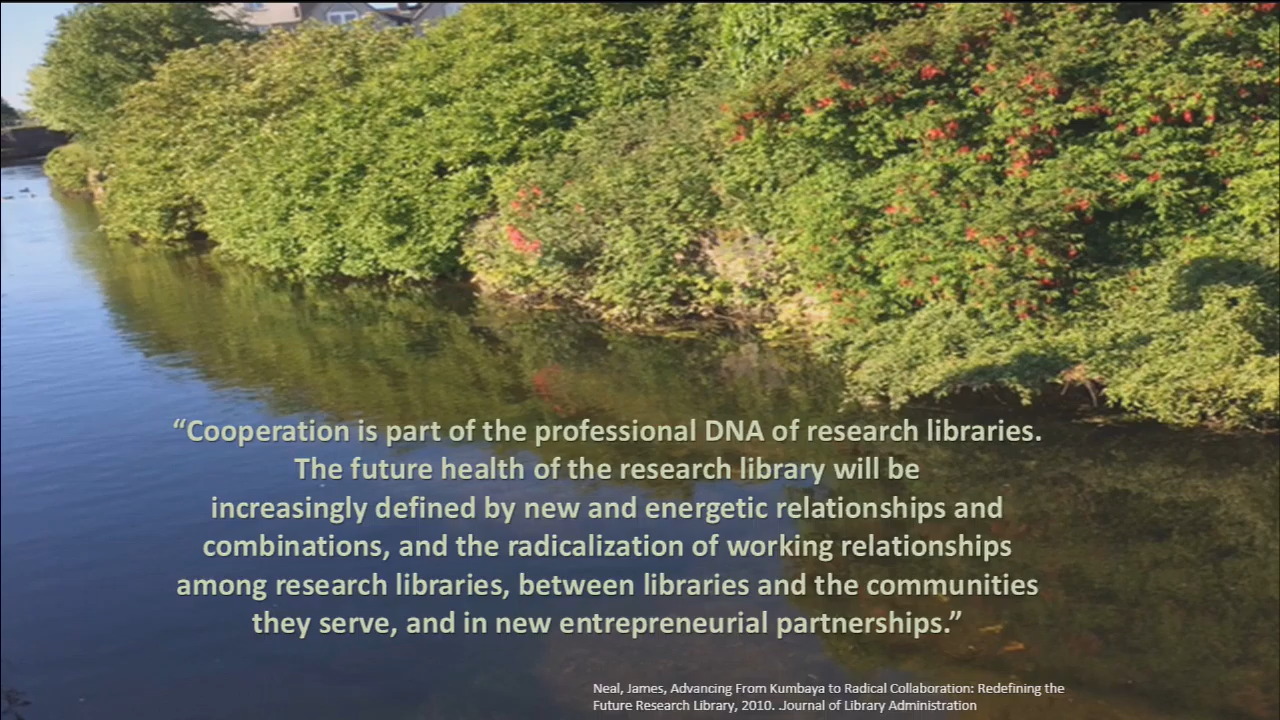 “Cooperation is part of the professional DNA of research libraries.
The future health of the research library will be
increasingly defined by new and energetic relationships and
combinations, and the radicalization of working relationships
among research libraries, between libraries and the communities
they serve, and in new entrepreneurial partnerships.”
Neal, James, Advancing From Kumbaya to Radical Collaboration: Redefining the
Future Research Library, 2010. Journal of Library Administration